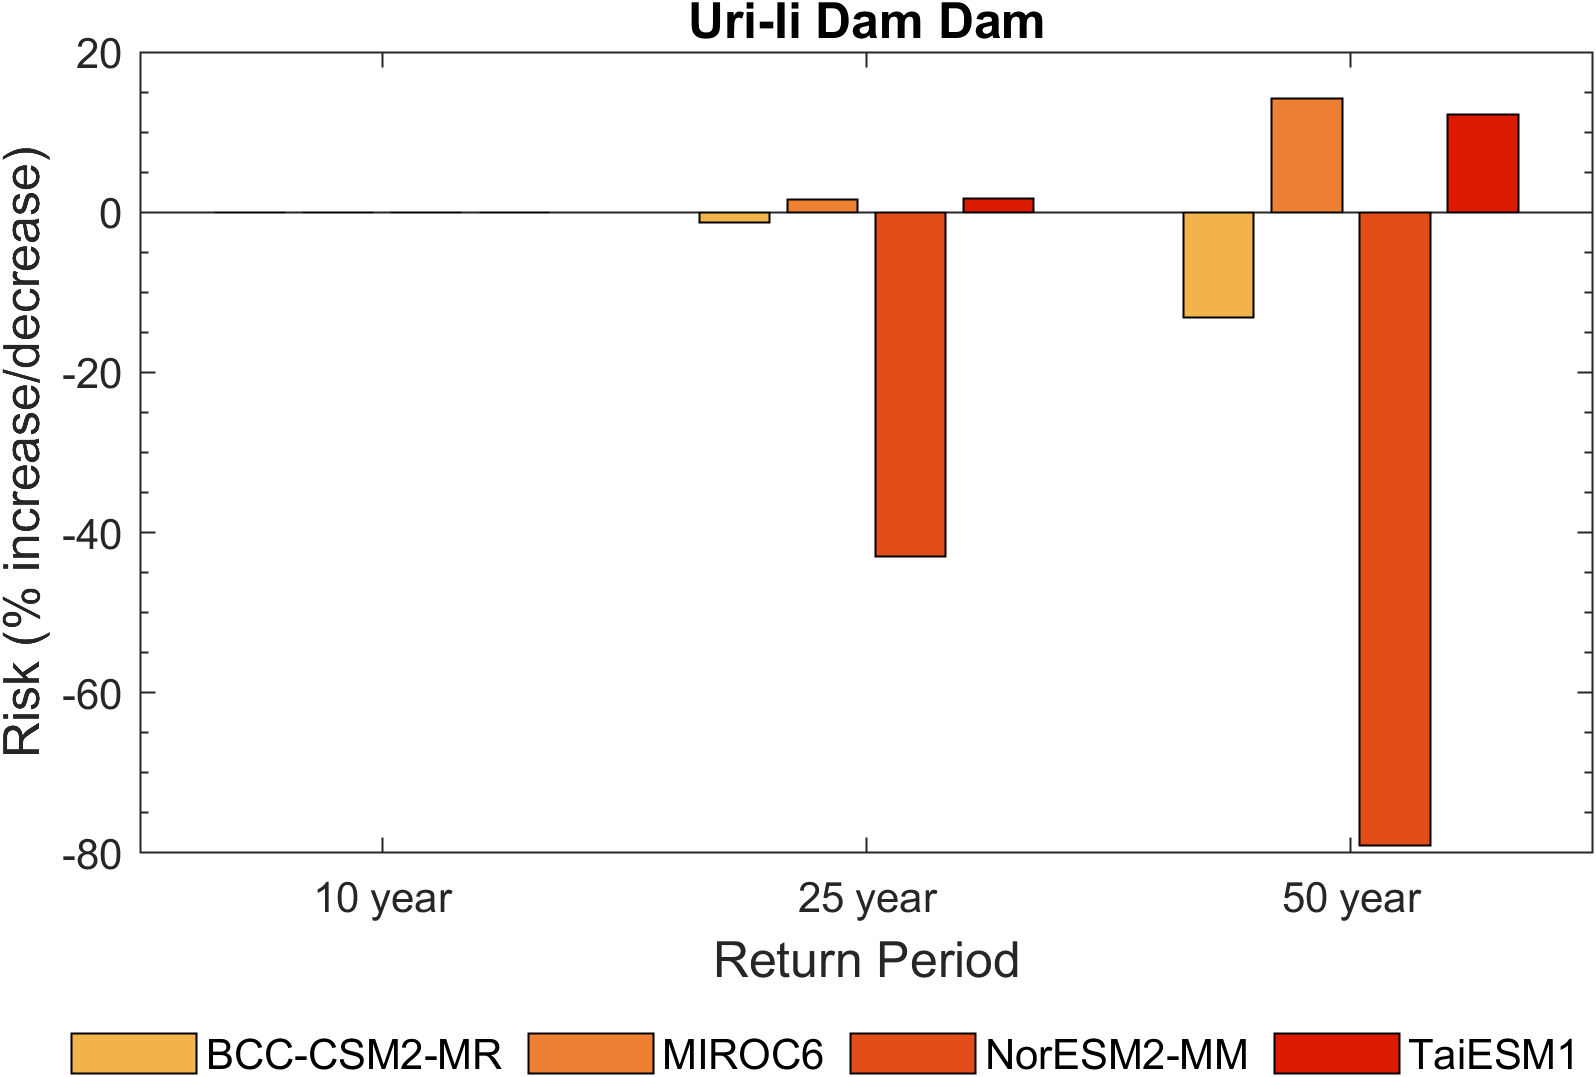 Uri-Ii Dam Dam
Risk (% increase/decrease)
20
0
-20
-40
-60
-80
10 year
25 year
50 year
Return Period
BCC-CSM2-MR
MIROC6
NorESM2-MM
TaiESM1